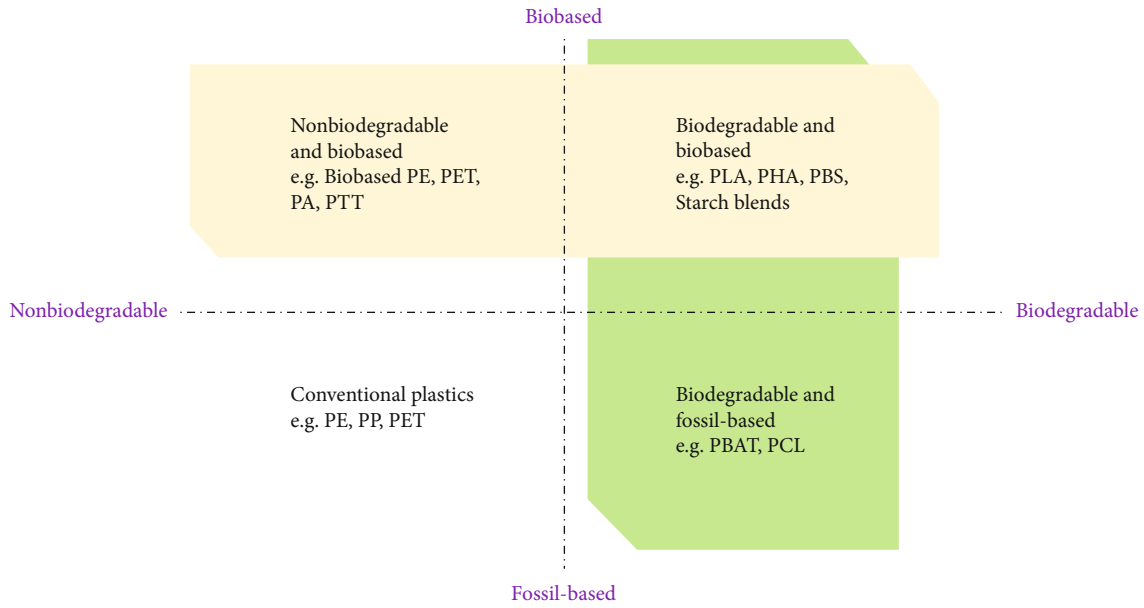 Biobased
Nonbiodegradable
and biobased
e.g. Biobased PE, PET,
PA, PTT
Biodegradable and
biobased
e.g. PLA, PHA, PBS,
Starch blends
Nonbiodegradable
Biodegradable
Conventional plastics
e.g. PE, PP, PET
Biodegradable and
fossil-based
e.g. PBAT, PCL
Fossil-based